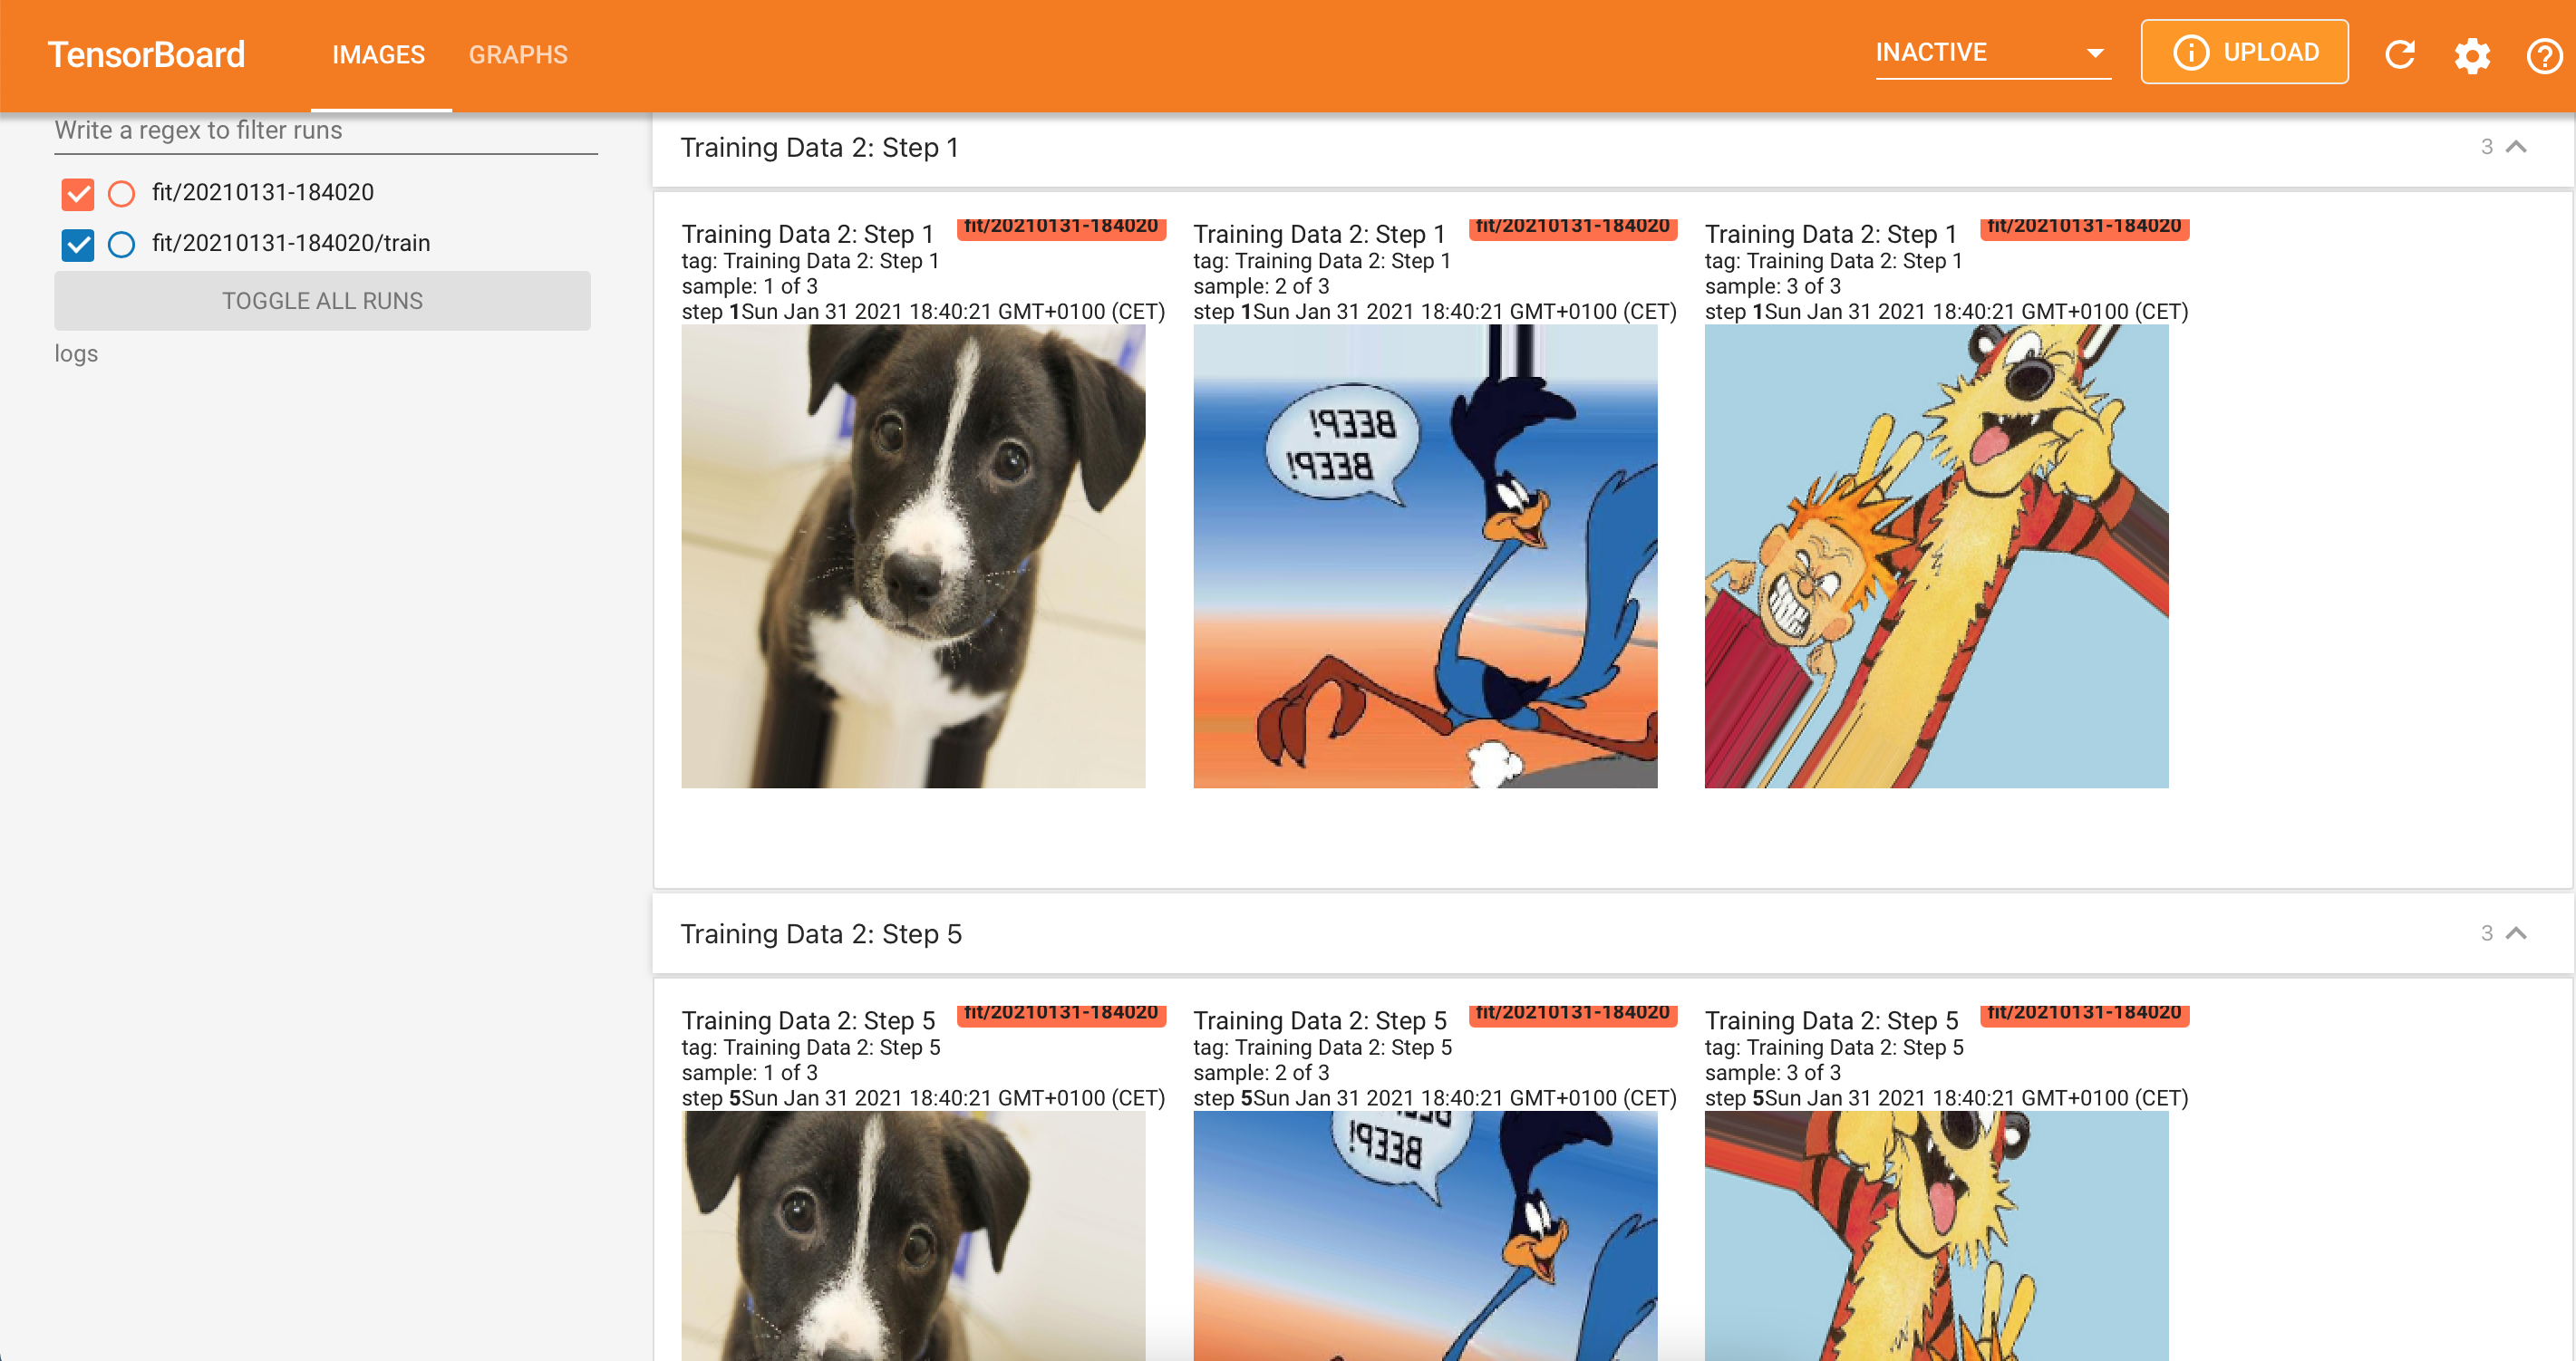 TensorBoard
IMAGES
GRAPHS
INACTIVE
UPLOAD
Write a regex to filter runs
fit/20210131-184020
fit/20210131-184020/train
TOGGLE ALL RUNS
logs
Training Data 2: Step 1
3
Training Data 2: Step 1
fit/20210131-184020
tag: Training Data 2: Step 1
sample: 1 of 3
step 1Sun Jan 31 2021 18:40:21 GMT+0100 (CET)
Training Data 2: Step 1
fit/20210131-184020
tag: Training Data 2: Step 1
sample: 2 of 3
step 1Sun Jan 31 2021 18:40:21 GMT+0100 (CET)
BEEP!
BEEP!
Training Data 2: Step 1
fit/20210131-184020
tag: Training Data 2: Step 1
sample: 3 of 3
step 1Sun Jan 31 2021 18:40:21 GMT+0100 (CET)
Training Data 2: Step 5
3
Training Data 2: Step 5
fit/20210131-184020
tag: Training Data 2: Step 5
sample: 1 of 3
step 5Sun Jan 31 2021 18:40:21 GMT+0100 (CET)
Training Data 2: Step 5
fit/20210131-184020
tag: Training Data 2: Step 5
sample: 2 of 3
step 5Sun Jan 31 2021 18:40:21 GMT+0100 (CET)
BEEP!
Training Data 2: Step 5
fit/20210131-184020
tag: Training Data 2: Step 5
sample: 3 of 3
step 5Sun Jan 31 2021 18:40:21 GMT+0100 (CET)